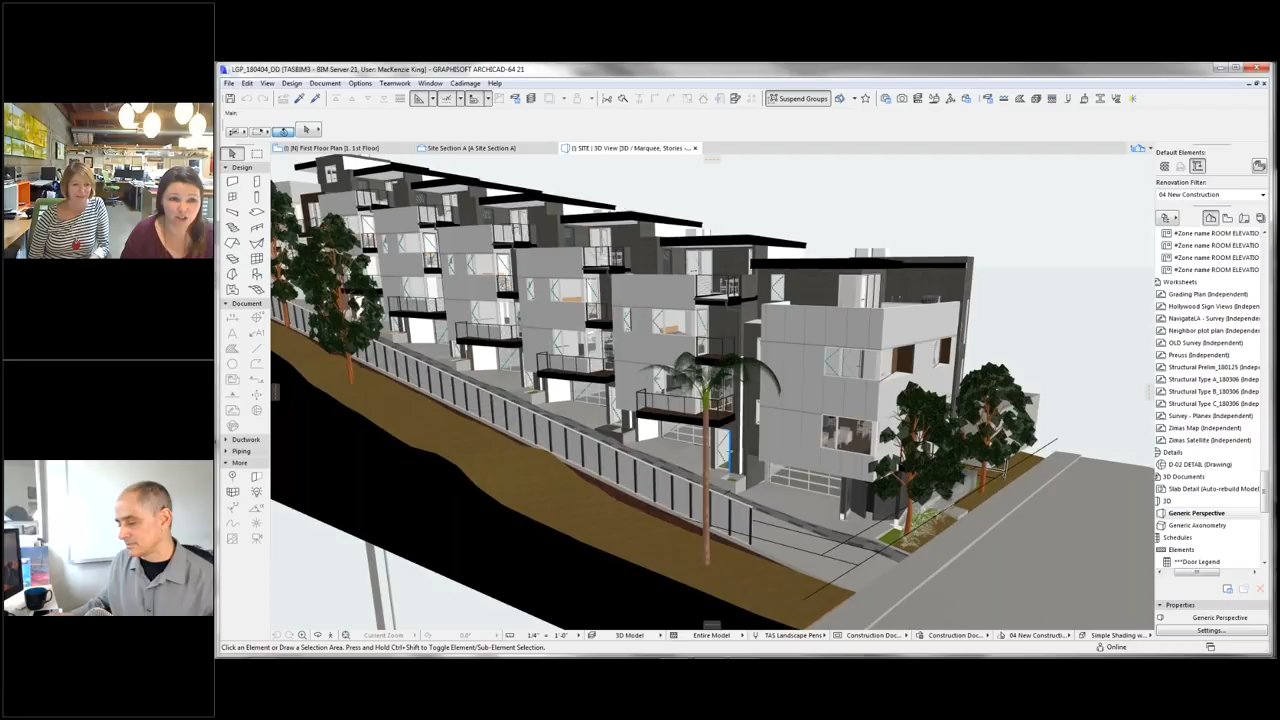 LGP_180404_DD [TASBIM3 - BIM Server 21, User: MacKenzie King] - GRAPHISOFT ARCHICAD-64 21
File Edit View Design Document Options Teamwork Window Cadimage Help
Suspend Groups
Main:
(!) [N] First Floor Plan [1. 1st Floor]
Site Section A [A Site Section A]
(!) SITE | 3D View [3D / Marquee, Stories -...
Design
Document
Ductwork
Piping
More
Default Elements:
Renovation Filter:
04 New Construction
#Zone name ROOM ELEVATIO
#Zone name ROOM ELEVATIO
#Zone name ROOM ELEVATIO
#Zone name ROOM ELEVATIO
Worksheets
Grading Plan (Independent)
Hollywood Sign Views (Indepen
NavigateLA - Survey (Independe
Neighbor plot plan (Independe
OLD Survey (Independent)
Preuss (Independent)
Structural Prelim_180125 (Indep
Structural Type A_180306 (Indep
Structural Type B_180306 (Indep
Structural Type C_180306 (Indep
Survey - Planex (Independent)
Zimas Map (Independent)
Zimas Satellite (Independent)
Details
D-02 DETAIL (Drawing)
3D Documents
Slab Detail (Auto-rebuild Model
3D
Generic Perspective
Generic Axonometry
Schedules
Elements
***Door Legend
Properties
Generic Perspective
Settings...
Current Zoom
0.0°
1/4" = 1'-0"
3D Model
Entire Model
TAS Landscape Pens
Construction Doc...
Construction Doc...
04 New Constructi...
Simple Shading w...
Click an Element or Draw a Selection Area. Press and Hold Ctrl+Shift to Toggle Element/Sub-Element Selection.
Online